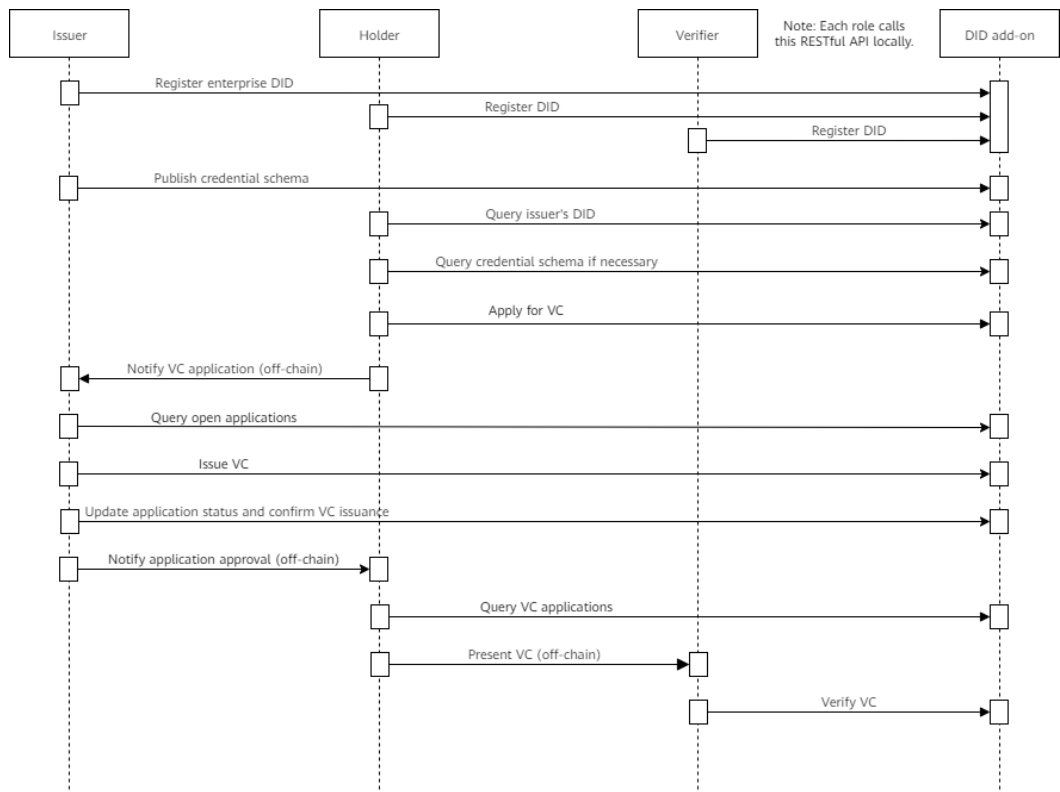 Issuer
Holder
Verifier
Note: Each role calls
this RESTful API locally.
DID add-on
Register enterprise DID
Register DID
Register DID
Publish credential schema
Query issuer's DID
Query credential schema if necessary
Apply for VC
Notify VC application (off-chain)
Query open applications
Issue VC
Update application status and confirm VC issuance
Notify application approval (off-chain)
Query VC applications
Present VC (off-chain)
Verify VC